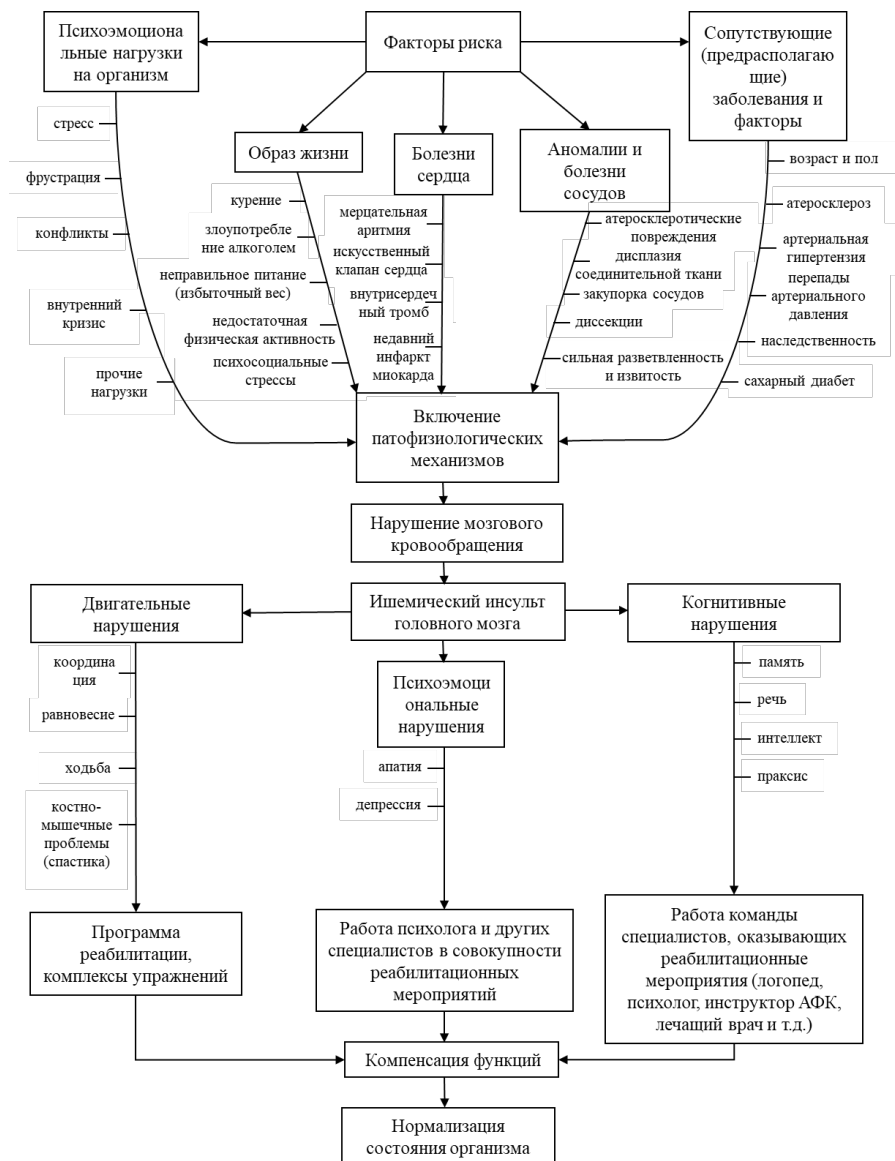 Психоэмоциона
льные нагрузки
на организм
Факторы риска
Сопутствующие
(предрасполагаю
щие)
заболевания и
факторы
Образ жизни
Болезни
сердца
Аномалии и
болезни
сосудов
стресс
фрустрация
конфликты
внутренний
кризис
прочие
нагрузки
курение
злоупотребле
ние алкоголем
неправильное питание
(избыточный вес)
недостаточная
физическая активность
психосоциальные
стрессы
мерцательная
аритмия
искусственный
клапан сердца
внутрисердеч
ный тромб
недавний
инфаркт
миокарда
атеросклеротические
повреждения
дисплазия
соединительной ткани
закупорка сосудов
диссекции
сильная разветвленность
и извитость
возраст и пол
атеросклероз
артериальная
гипертензия
перепады
артериального
давления
наследственность
сахарный диабет
Включение
патофизиологических
механизмов
Нарушение мозгового
кровообращения
Двигательные
нарушения
Ишемический инсульт
головного мозга
Когнитивные
нарушения
координа
ция
равновесие
ходьба
костно-
мышечные
проблемы
(спастика)
Психоэмоци
ональные
нарушения
апатия
депрессия
память
речь
интеллект
праксис
Программа
реабилитации,
комплексы упражнений
Работа психолога и других
специалистов в совокупности
реабилитационных
мероприятий
Работа команды
специалистов, оказывающих
реабилитационные
мероприятия (логопед,
психолог, инструктор АФК,
лечащий врач и т.д.)
Компенсация функций
Нормализация
состояния организма